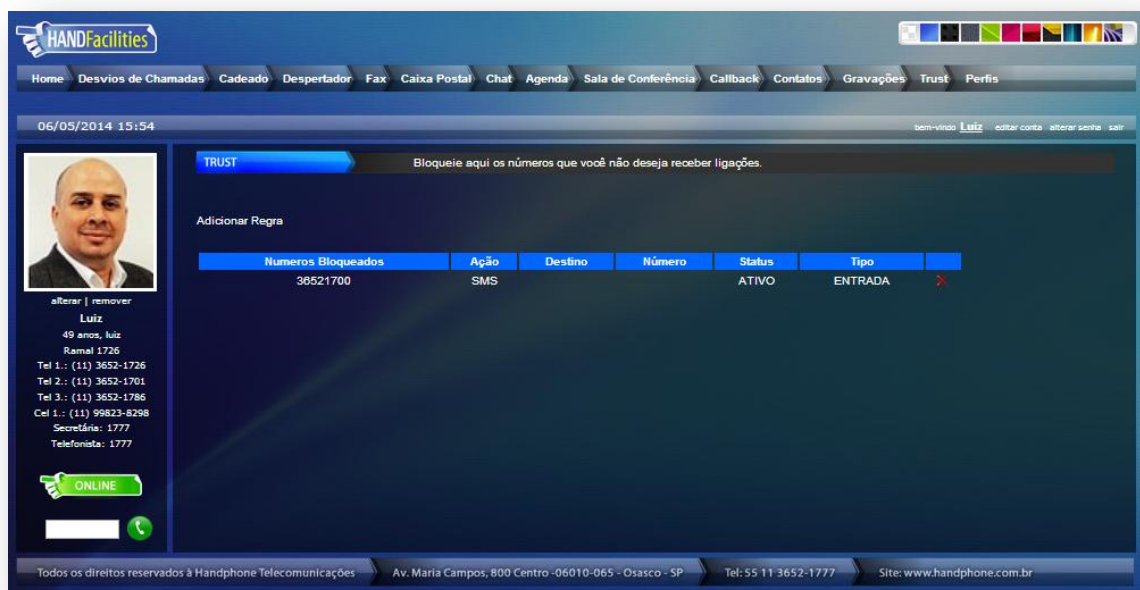 HANDFacilities
Home Desvios de Chamadas Cadeado Despertador Fax Caixa Postal Chat Agenda Sala de Conferência Callback Contatos Gravações Trust Perfis
06/05/2014 15:54 bem-vindo Luiz editar conta alterar senha sair
TRUST Bloqueie aqui os números que você não deseja receber ligações.
Adicionar Regra
Numeros Bloqueados Ação Destino Número Status Tipo
36521700 SMS ATIVO ENTRADA
alterar | remover
Luiz
49 anos, luiz
Ramal 1726
Tel 1.: (11) 3652-1726
Tel 2.: (11) 3652-1701
Tel 3.: (11) 3652-1786
Cel 1.: (11) 99823-8298
Secretária: 1777
Telefonista: 1777
ONLINE
Todos os direitos reservados à Handphone Telecomunicações Av. Maria Campos, 800 Centro -06010-065 - Osasco - SP Tel: 55 11 3652-1777 Site: www.handphone.com.br